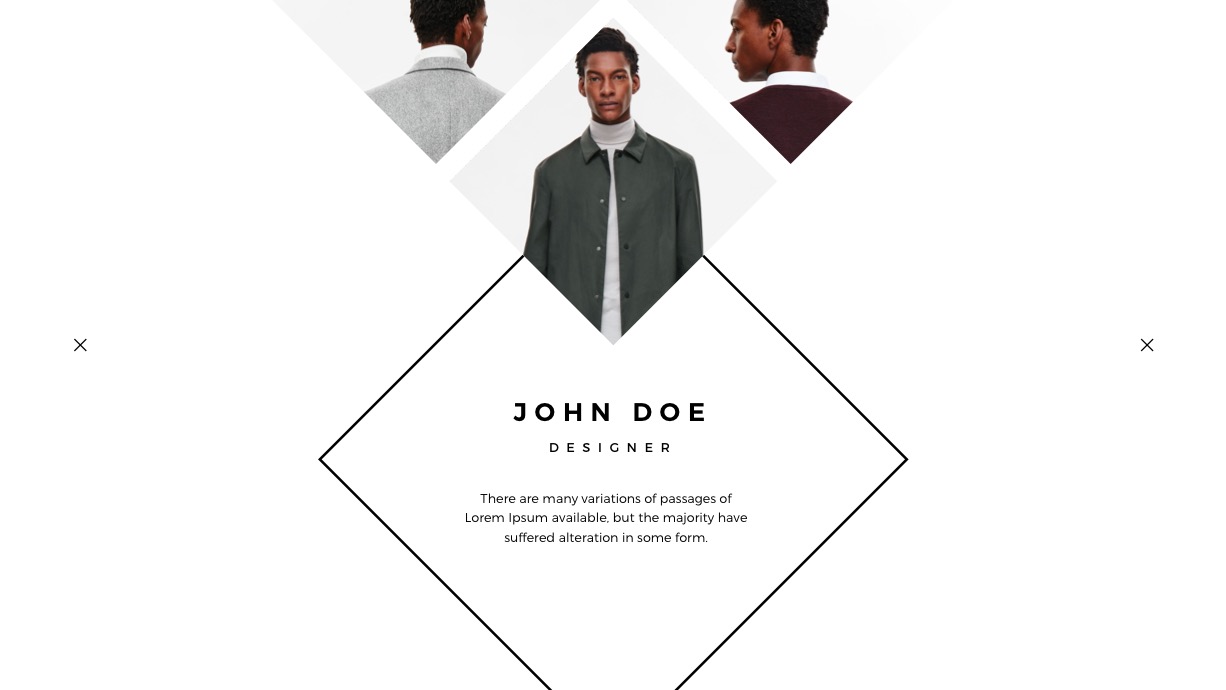 JOHN DOE
DESIGNER
There are many variations of passages of
Lorem Ipsum available, but the majority have
suffered alteration in some form.